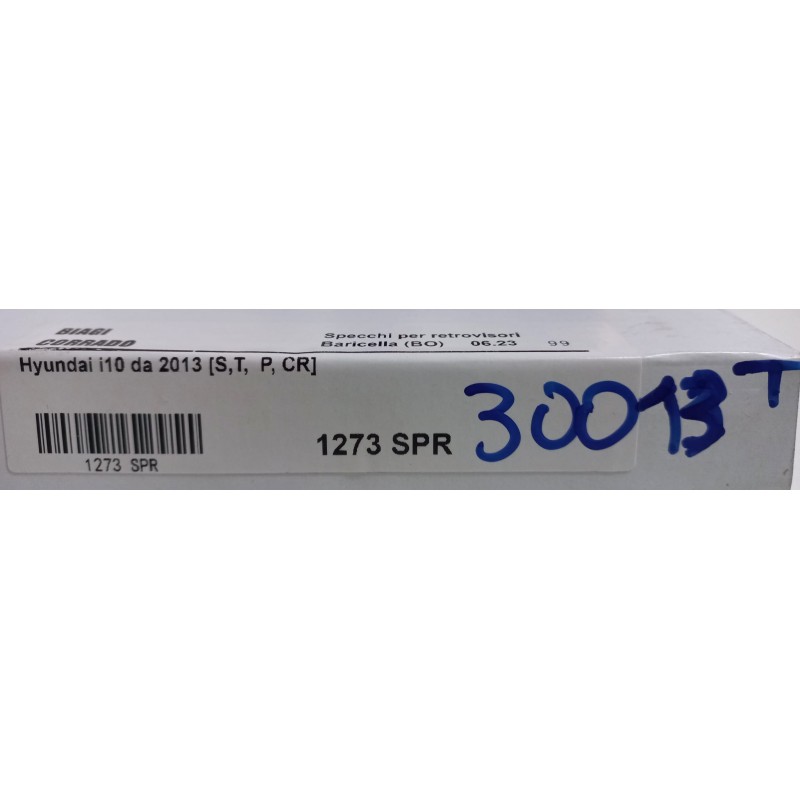 BIAGI
CORRADO
Specchi per retrovisori
Baricella (BO) 06.23 99
Hyundai i10 da 2013 [S,T, P, CR]
1273 SPR
1273 SPR
30013 T